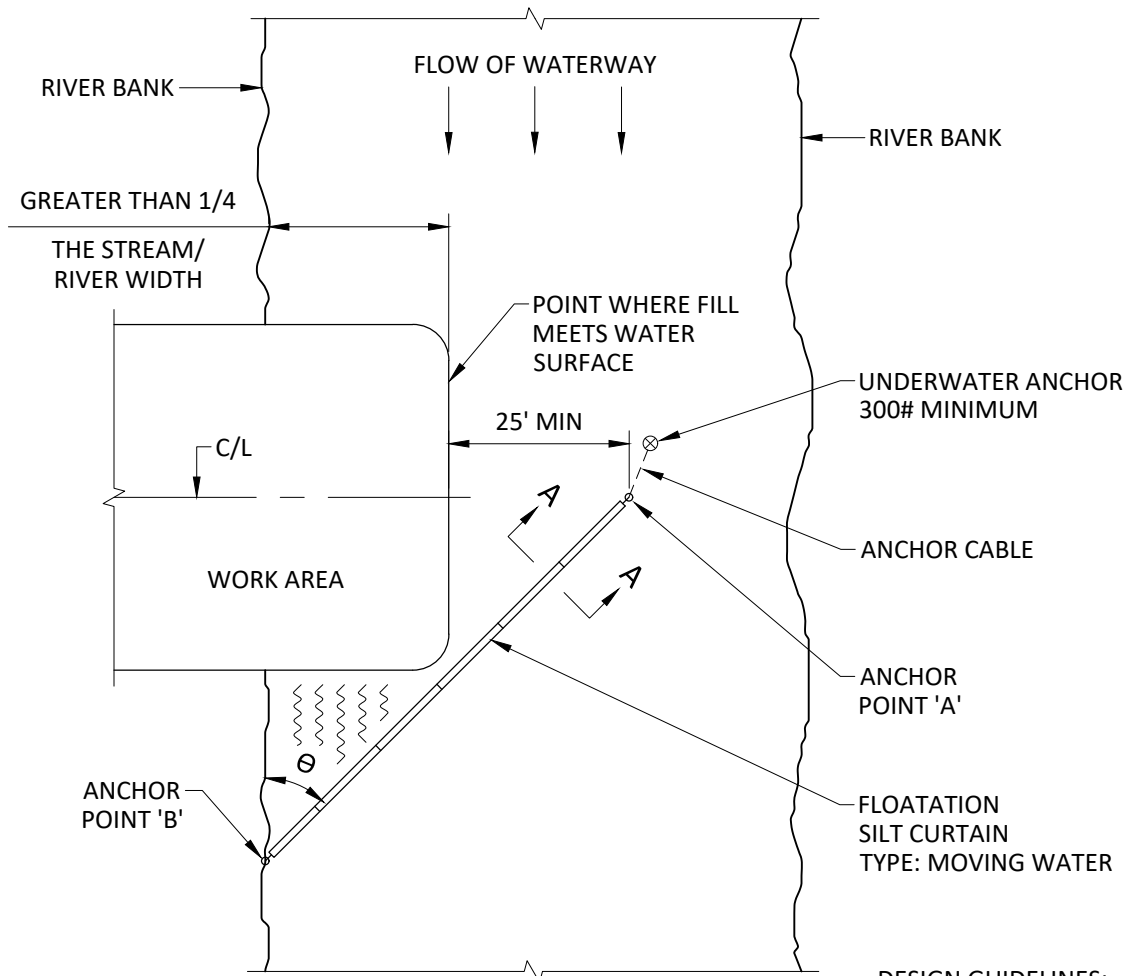 FLOW OF WATERWAY
RIVER BANK
RIVER BANK
GREATER THAN 1/4
THE STREAM/
RIVER WIDTH
POINT WHERE FILL
MEETS WATER
SURFACE
UNDERWATER ANCHOR
300# MINIMUM
25' MIN
C/L
A
A
ANCHOR CABLE
WORK AREA
ANCHOR
POINT 'A'
Θ
ANCHOR
POINT 'B'
FLOATATION
SILT CURTAIN
TYPE: MOVING WATER
DESIGN GUIDELINES: